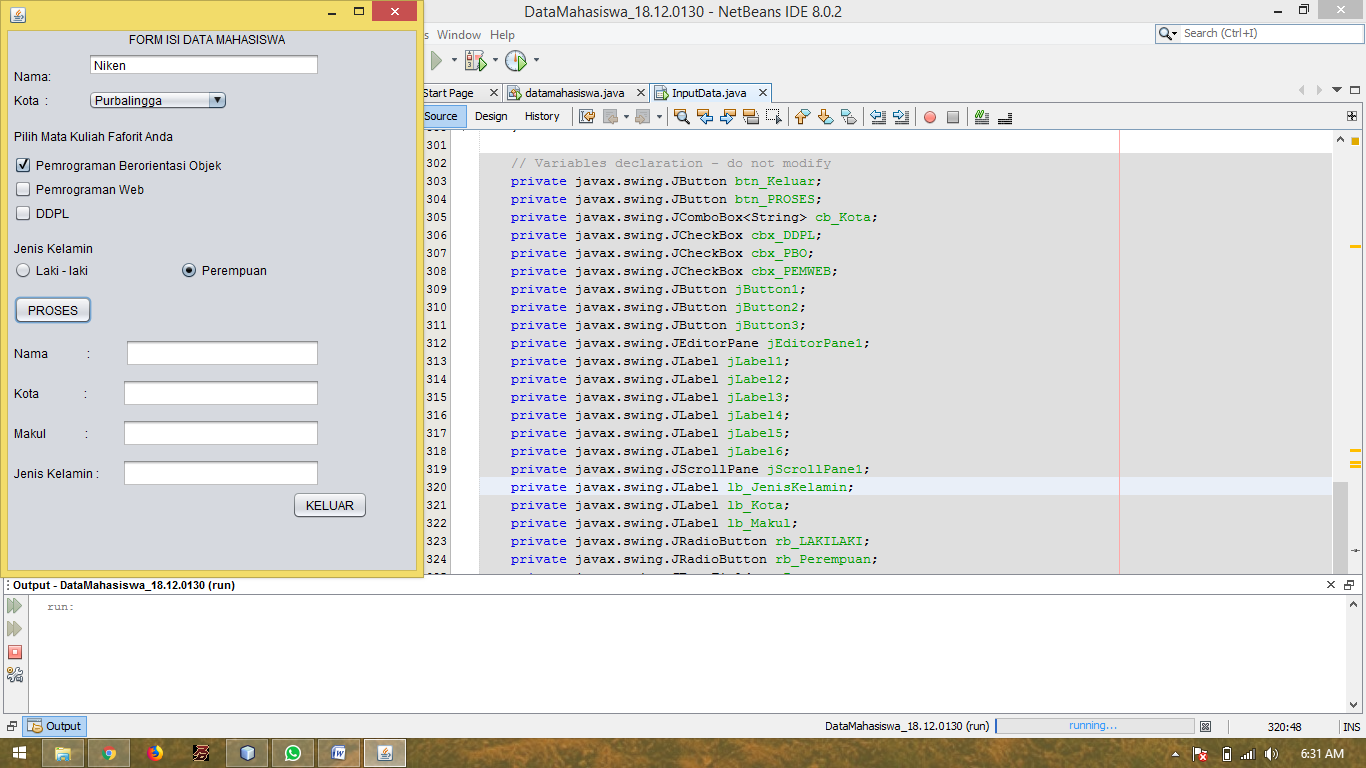 DataMahasiswa_18.12.0130 - NetBeans IDE 8.0.2
Window Help
Search (Ctrl+I)
FORM ISI DATA MAHASISWA
Nama:
Niken
Kota :
Purbalingga
Pilih Mata Kuliah Faforit Anda
Pemrograman Berorientasi Objek
Pemrograman Web
DDPL
Jenis Kelamin
Laki - laki
Perempuan
PROSES
Nama :
Kota :
Makul :
Jenis Kelamin :
KELUAR
Start Page
datamahasiswa.java
InputData.java
Source Design History
301
302 // Variables declaration - do not modify
303 private javax.swing.JButton btn_Keluar;
304 private javax.swing.JButton btn_PROSES;
305 private javax.swing.JComboBox<String> cb_Kota;
306 private javax.swing.JCheckBox cbx_DDPL;
307 private javax.swing.JCheckBox cbx_PBO;
308 private javax.swing.JCheckBox cbx_PEMWEB;
309 private javax.swing.JButton jButton1;
310 private javax.swing.JButton jButton2;
311 private javax.swing.JButton jButton3;
312 private javax.swing.JEditorPane jEditorPane1;
313 private javax.swing.JLabel jLabel1;
314 private javax.swing.JLabel jLabel2;
315 private javax.swing.JLabel jLabel3;
316 private javax.swing.JLabel jLabel4;
317 private javax.swing.JLabel jLabel5;
318 private javax.swing.JLabel jLabel6;
319 private javax.swing.JScrollPane jScrollPane1;
320 private javax.swing.JLabel lb_JenisKelamin;
321 private javax.swing.JLabel lb_Kota;
322 private javax.swing.JLabel lb_Makul;
323 private javax.swing.JRadioButton rb_LAKILAKI;
324 private javax.swing.JRadioButton rb_Perempuan;
Output - DataMahasiswa_18.12.0130 (run)
run:
Output
DataMahasiswa_18.12.0130 (run)
running...
320:48
INS
6:31 AM